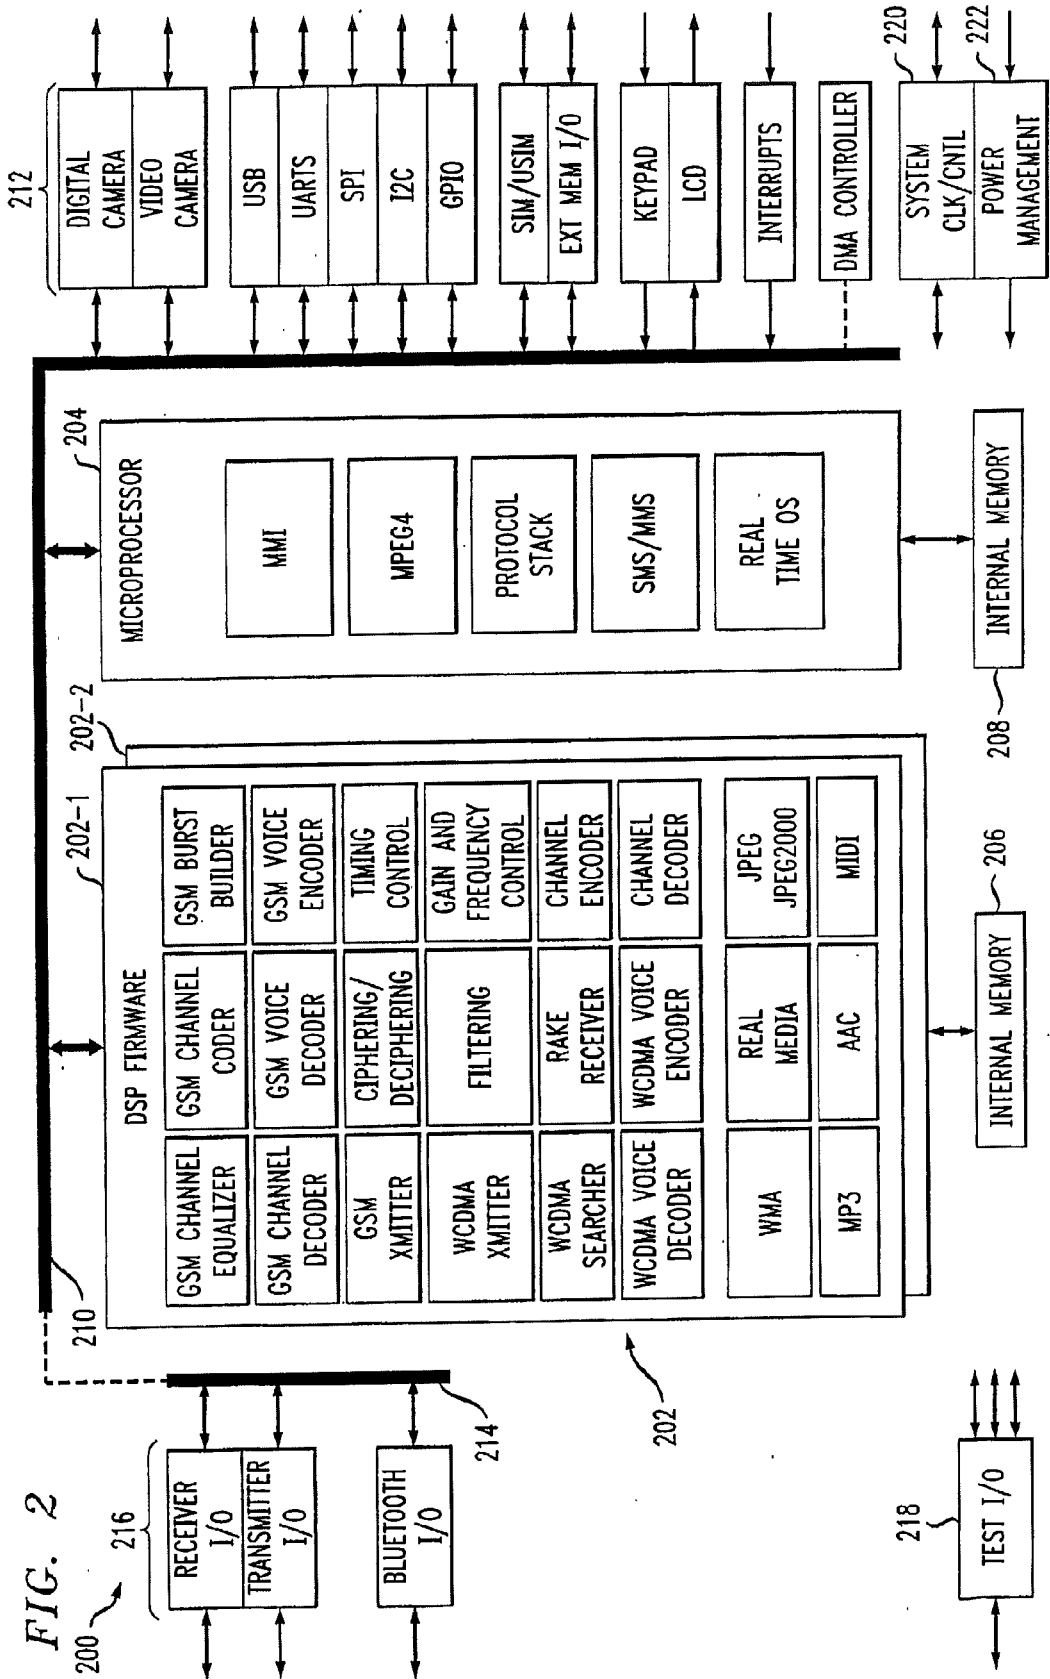 FIG. 2
200
216
RECEIVER
I/O
TRANSMITTER
I/O
BLUETOOTH
I/O
218
TEST I/O
214
210
202
202-1
202-2
DSP FIRMWARE
GSM CHANNEL
EQUALIZER
GSM CHANNEL
CODER
GSM BURST
BUILDER
GSM CHANNEL
DECODER
GSM VOICE
DECODER
GSM VOICE
ENCODER
GSM
XMITTER
CIPHERING/
DECIPHERING
TIMING
CONTROL
WCDMA
XMITTER
FILTERING
GAIN AND
FREQUENCY
CONTROL
WCDMA
SEARCHER
RAKE
RECEIVER
CHANNEL
ENCODER
WCDMA VOICE
DECODER
WCDMA VOICE
ENCODER
CHANNEL
DECODER
WMA
REAL
MEDIA
JPEG
JPEG2000
MP3
AAC
MIDI
INTERNAL MEMORY
206
204
MICROPROCESSOR
MMI
MPEG4
PROTOCOL
STACK
SMS/MMS
REAL
TIME OS
INTERNAL MEMORY
208
212
DIGITAL
CAMERA
VIDEO
CAMERA
USB
UARTS
SPI
I2C
GPIO
SIM/USIM
EXT MEM I/O
KEYPAD
LCD
INTERRUPTS
DMA CONTROLLER
SYSTEM
CLK/CNTL
220
POWER
MANAGEMENT
222